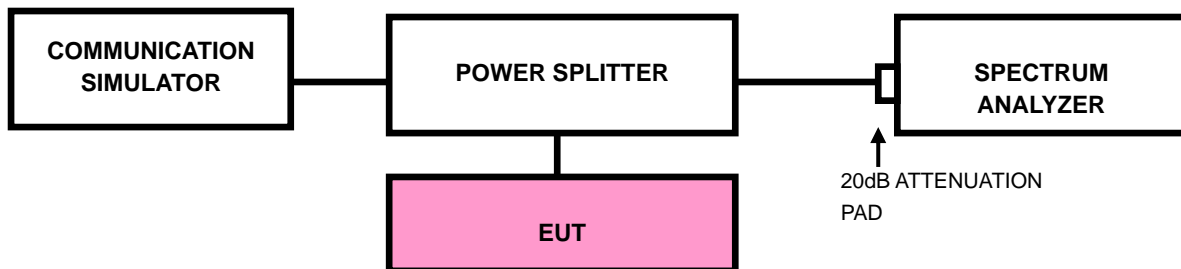 COMMUNICATION
SIMULATOR
POWER SPLITTER
SPECTRUM
ANALYZER
20dB ATTENUATION
PAD
EUT